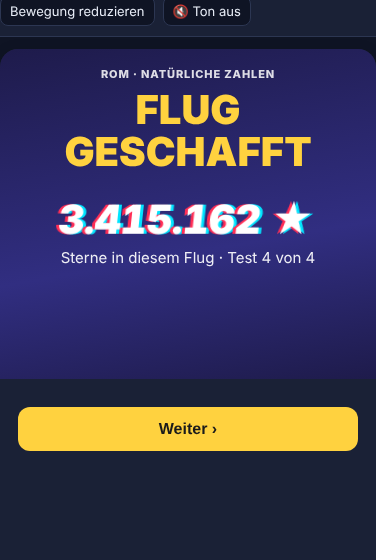 Bewegung reduzieren
🔇 Ton aus
ROM · NATÜRLICHE ZAHLEN
FLUG
GESCHAFFT
3.415.162 ★
Sterne in diesem Flug · Test 4 von 4
Weiter ›